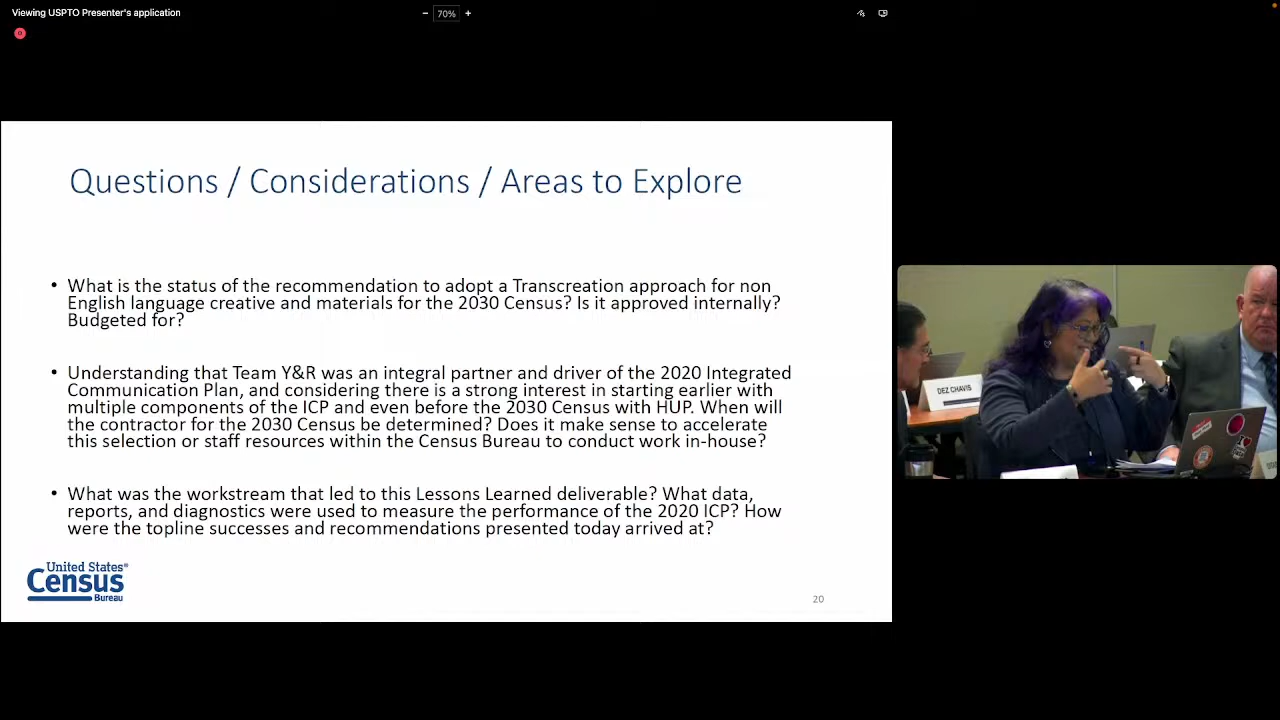 Viewing USPTO Presenter's application
− 70% +
Questions / Considerations / Areas to Explore
• What is the status of the recommendation to adopt a Transcreation approach for non
English language creative and materials for the 2030 Census? Is it approved internally?
Budgeted for?
• Understanding that Team Y&R was an integral partner and driver of the 2020 Integrated
Communication Plan, and considering there is a strong interest in starting earlier with
multiple components of the ICP and even before the 2030 Census with HUP. When will
the contractor for the 2030 Census be determined? Does it make sense to accelerate
this selection or staff resources within the Census Bureau to conduct work in-house?
• What was the workstream that led to this Lessons Learned deliverable? What data,
reports, and diagnostics were used to measure the performance of the 2020 ICP? How
were the topline successes and recommendations presented today arrived at?
United States®
Census
Bureau
20
DEZ CHAVIS